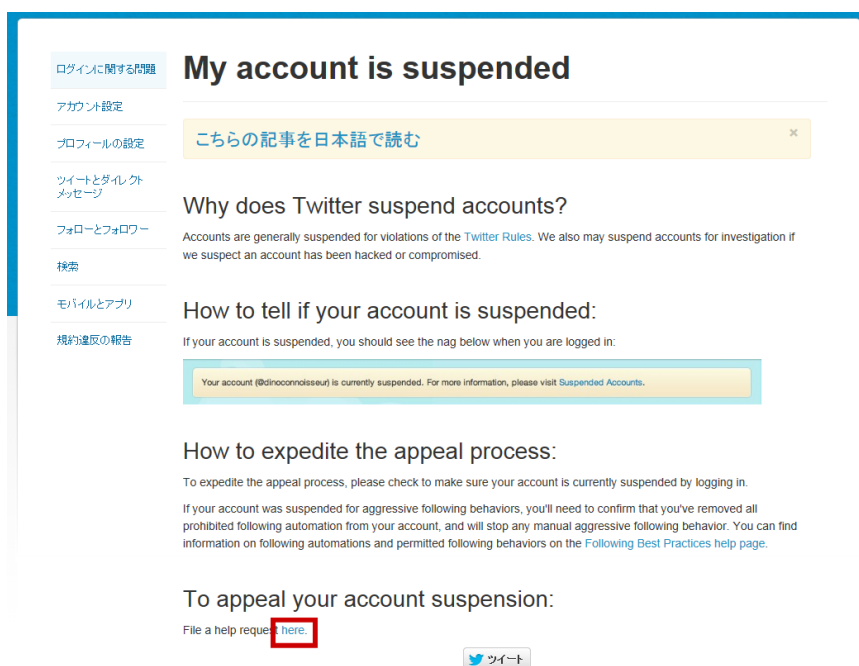 ログインに関する問題
アカウント設定
プロフィールの設定
ツイートとダイレクト
メッセージ
フォローとフォロワー
検索
モバイルとアプリ
規約違反の報告
My account is suspended
こちらの記事を日本語で読む
×
Why does Twitter suspend accounts?
Accounts are generally suspended for violations of the Twitter Rules. We also may suspend accounts for investigation if
we suspect an account has been hacked or compromised.
How to tell if your account is suspended:
If your account is suspended, you should see the nag below when you are logged in:
Your account (@dinoconnoisseur) is currently suspended. For more information, please visit Suspended Accounts.
How to expedite the appeal process:
To expedite the appeal process, please check to make sure your account is currently suspended by logging in.
If your account was suspended for aggressive following behaviors, you'll need to confirm that you've removed all
prohibited following automation from your account, and will stop any manual aggressive following behavior. You can find
information on following automations and permitted following behaviors on the Following Best Practices help page.
To appeal your account suspension:
File a help request here.
ツイート